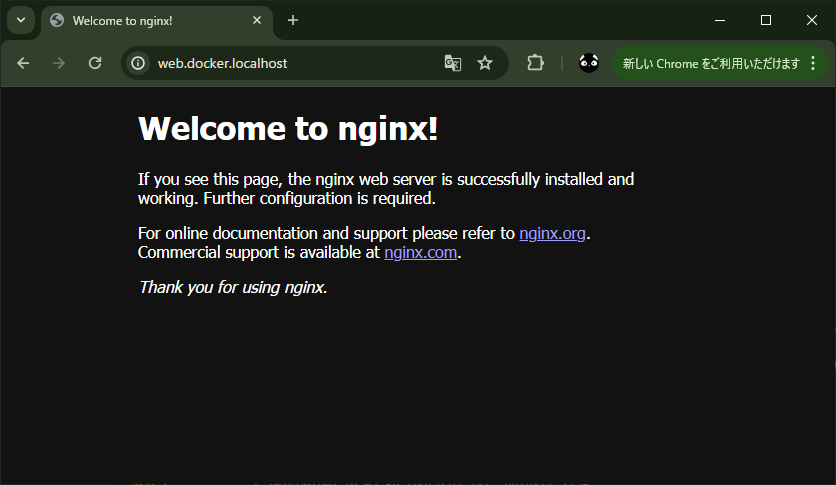 Welcome to nginx!
web.docker.localhost
新しい Chrome をご利用いただけます
Welcome to nginx!
If you see this page, the nginx web server is successfully installed and
working. Further configuration is required.
For online documentation and support please refer to nginx.org.
Commercial support is available at nginx.com.
Thank you for using nginx.